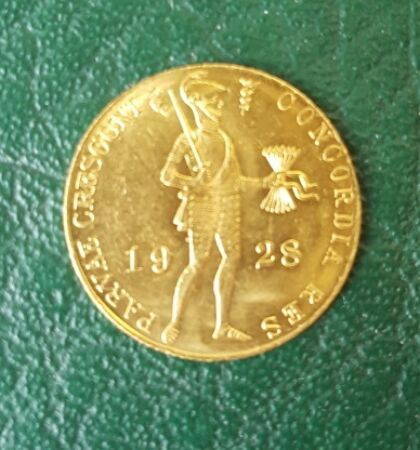 CONCORDIA RES
PARVAE CRESCUNT
1928